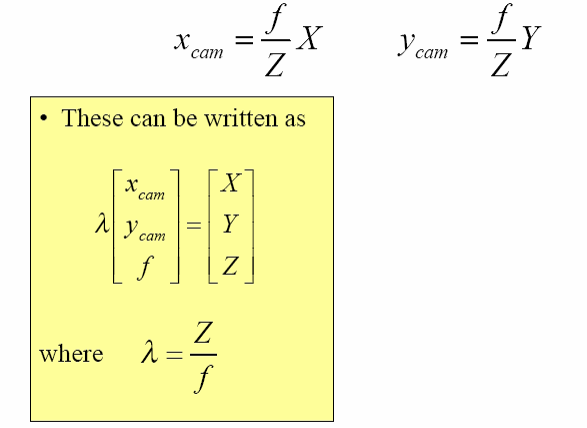 x_cam = f/Z X    y_cam = f/Z Y
• These can be written as
λ [x_cam y_cam f] = [X Y Z]
where λ = Z/f